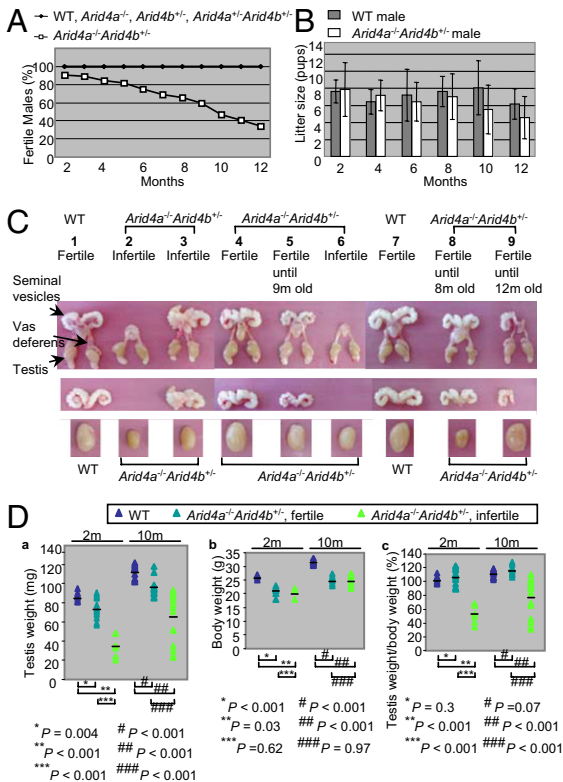 A
WT, Arid4a-/-, Arid4b+/-, Arid4a+/-Arid4b+/-
Arid4a-/-Arid4b+/-
Fertile Males (%)
120
100
80
60
40
20
0
2 4 6 8 10 12
Months
B
WT male
Arid4a-/-Arid4b+/- male
Litter size (pups)
14
12
10
8
6
4
2
0
2 4 6 8 10 12
Months
C
WT Arid4a-/-Arid4b+/- Arid4a-/-Arid4b+/- WT Arid4a-/-Arid4b+/-
1 2 3 4 5 6 7 8 9
Fertile Infertile Infertile Fertile Fertile Infertile Fertile Fertile Fertile
until until until
9m old 8m old 12m old
Seminal
vesicles
Vas
deferens
Testis
WT Arid4a-/-Arid4b+/- Arid4a-/-Arid4b+/- WT Arid4a-/-Arid4b+/-
D
WT Arid4a-/-Arid4b+/-, fertile Arid4a-/-Arid4b+/-, infertile
a
2m 10m
Testis weight (mg)
140
120
100
80
60
40
20
0
* ** *** # ## ###
* P = 0.004 # P < 0.001
** P < 0.001 ## P < 0.001
*** P < 0.001 ### P < 0.001
b
2m 10m
Body weight (g)
35
30
25
20
15
10
5
0
* ** *** # ## ###
* P < 0.001 # P < 0.001
** P = 0.03 ## P < 0.001
*** P = 0.62 ### P = 0.97
c
2m 10m
Testis weight/body weight (%)
140
120
100
80
60
40
20
0
* ** *** # ## ###
* P = 0.3 # P =0.07
** P < 0.001 ## P < 0.001
*** P < 0.001 ### P < 0.001